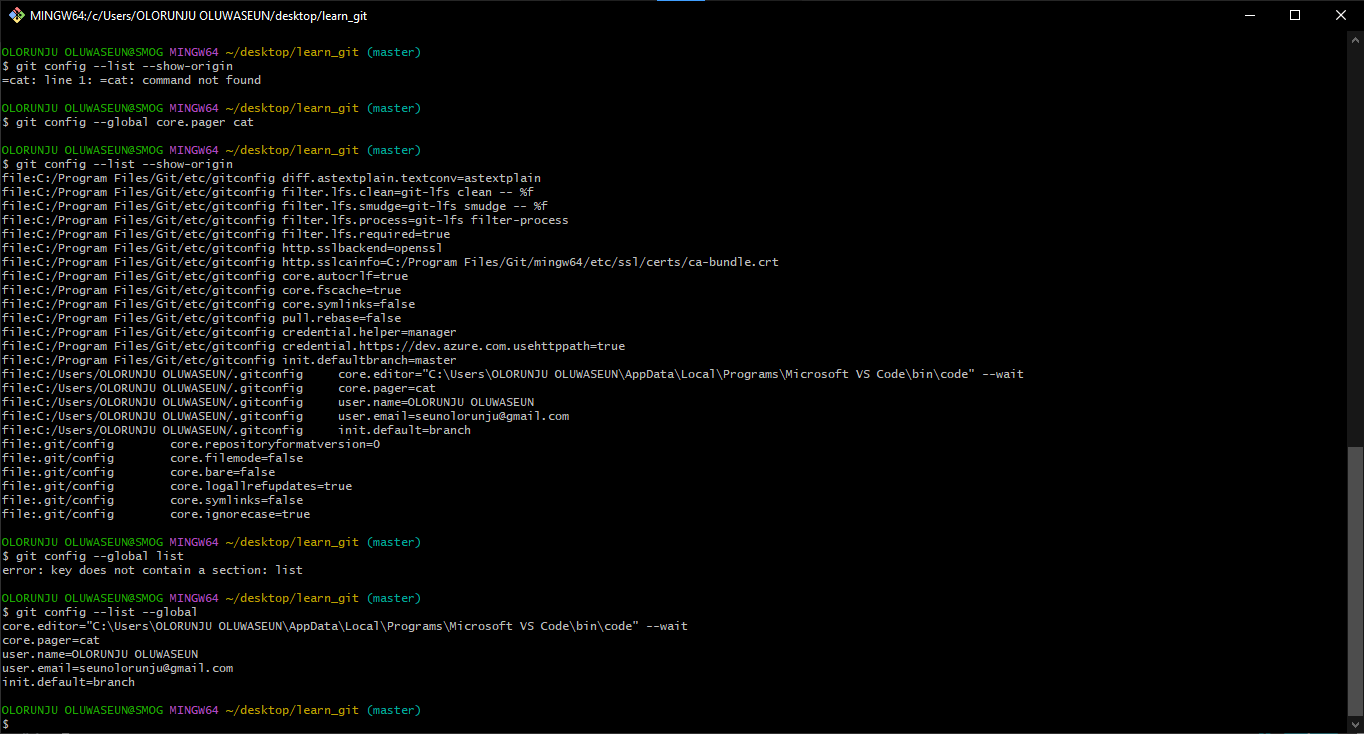 MINGW64:/c/Users/OLORUNJU OLUWASEUN/desktop/learn_git
OLORUNJU OLUWASEUN@SMOG MINGW64 ~/desktop/learn_git (master)
$ git config --list --show-origin
=cat: line 1: =cat: command not found
OLORUNJU OLUWASEUN@SMOG MINGW64 ~/desktop/learn_git (master)
$ git config --global core.pager cat
OLORUNJU OLUWASEUN@SMOG MINGW64 ~/desktop/learn_git (master)
$ git config --list --show-origin
file:C:/Program Files/Git/etc/gitconfig diff.astextplain.textconv=astextplain
file:C:/Program Files/Git/etc/gitconfig filter.lfs.clean=git-lfs clean -- %f
file:C:/Program Files/Git/etc/gitconfig filter.lfs.smudge=git-lfs smudge -- %f
file:C:/Program Files/Git/etc/gitconfig filter.lfs.process=git-lfs filter-process
file:C:/Program Files/Git/etc/gitconfig filter.lfs.required=true
file:C:/Program Files/Git/etc/gitconfig http.sslbackend=openssl
file:C:/Program Files/Git/etc/gitconfig http.sslcainfo=C:/Program Files/Git/mingw64/etc/ssl/certs/ca-bundle.crt
file:C:/Program Files/Git/etc/gitconfig core.autocrlf=true
file:C:/Program Files/Git/etc/gitconfig core.fscache=true
file:C:/Program Files/Git/etc/gitconfig core.symlinks=false
file:C:/Program Files/Git/etc/gitconfig pull.rebase=false
file:C:/Program Files/Git/etc/gitconfig credential.helper=manager
file:C:/Program Files/Git/etc/gitconfig credential.https://dev.azure.com.usehttppath=true
file:C:/Program Files/Git/etc/gitconfig init.defaultbranch=master
file:C:/Users/OLORUNJU OLUWASEUN/.gitconfig     core.editor="C:\Users\OLORUNJU OLUWASEUN\AppData\Local\Programs\Microsoft VS Code\bin\code" --wait
file:C:/Users/OLORUNJU OLUWASEUN/.gitconfig     core.pager=cat
file:C:/Users/OLORUNJU OLUWASEUN/.gitconfig     user.name=OLORUNJU OLUWASEUN
file:C:/Users/OLORUNJU OLUWASEUN/.gitconfig     user.email=seunolorunju@gmail.com
file:C:/Users/OLORUNJU OLUWASEUN/.gitconfig     init.default=branch
file:.git/config        core.repositoryformatversion=0
file:.git/config        core.filemode=false
file:.git/config        core.bare=false
file:.git/config        core.logallrefupdates=true
file:.git/config        core.symlinks=false
file:.git/config        core.ignorecase=true
OLORUNJU OLUWASEUN@SMOG MINGW64 ~/desktop/learn_git (master)
$ git config --global list
error: key does not contain a section: list
OLORUNJU OLUWASEUN@SMOG MINGW64 ~/desktop/learn_git (master)
$ git config --list --global
core.editor="C:\Users\OLORUNJU OLUWASEUN\AppData\Local\Programs\Microsoft VS Code\bin\code" --wait
core.pager=cat
user.name=OLORUNJU OLUWASEUN
user.email=seunolorunju@gmail.com
init.default=branch
OLORUNJU OLUWASEUN@SMOG MINGW64 ~/desktop/learn_git (master)
$